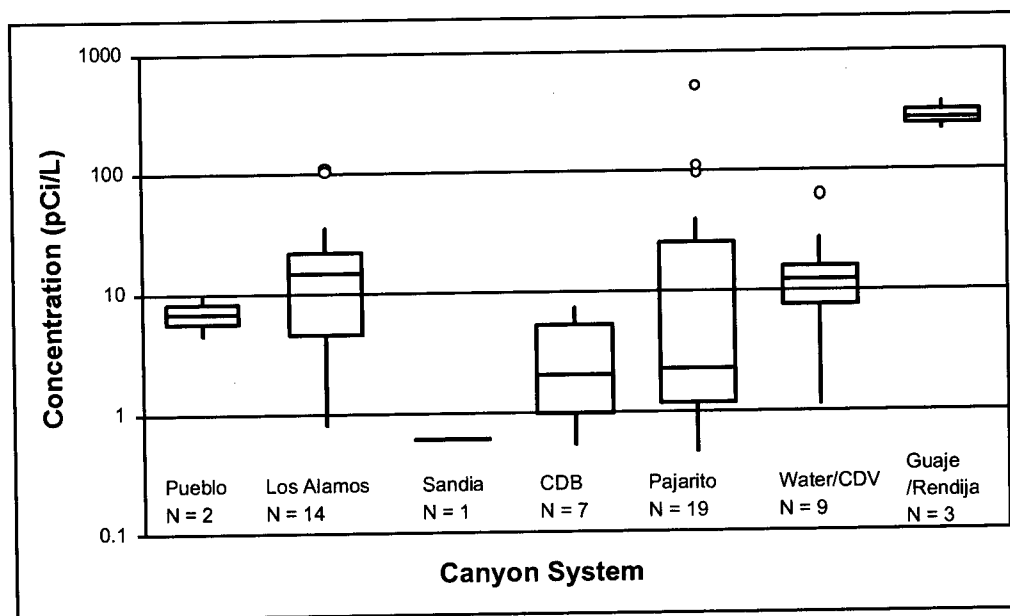 1000
100
10
1
0.1
Concentration (pCi/L)
Pueblo
N = 2
Los Alamos
N = 14
Sandia
N = 1
CDB
N = 7
Pajarito
N = 19
Water/CDV
N = 9
Guaje
/Rendija
N = 3
Canyon System